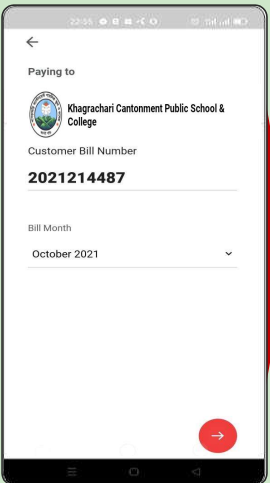 22:55
Paying to
Khagrachari Cantonment Public School &
College
Customer Bill Number
2021214487
Bill Month
October 2021